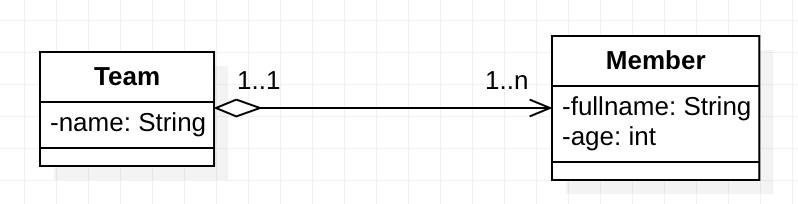 Team
-name: String
1..1
1..n
Member
-fullname: String
-age: int